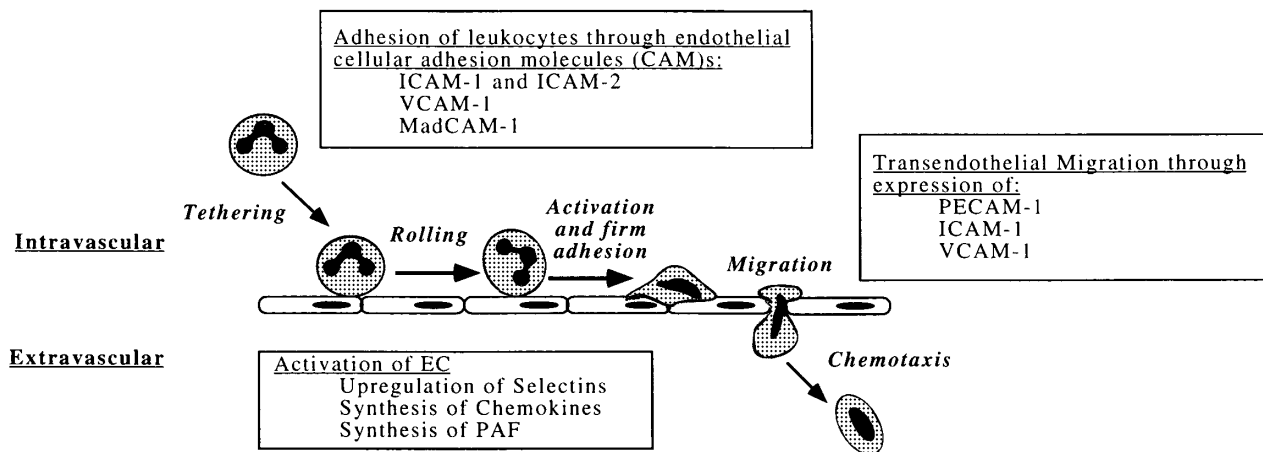 Adhesion of leukocytes through endothelial
cellular adhesion molecules (CAM)s:
ICAM-1 and ICAM-2
VCAM-1
MadCAM-1
Transendothelial Migration through
expression of:
PECAM-1
ICAM-1
VCAM-1
Tethering
Rolling
Activation
and firm
adhesion
Migration
Intravascular
Extravascular
Chemotaxis
Activation of EC
Upregulation of Selectins
Synthesis of Chemokines
Synthesis of PAF